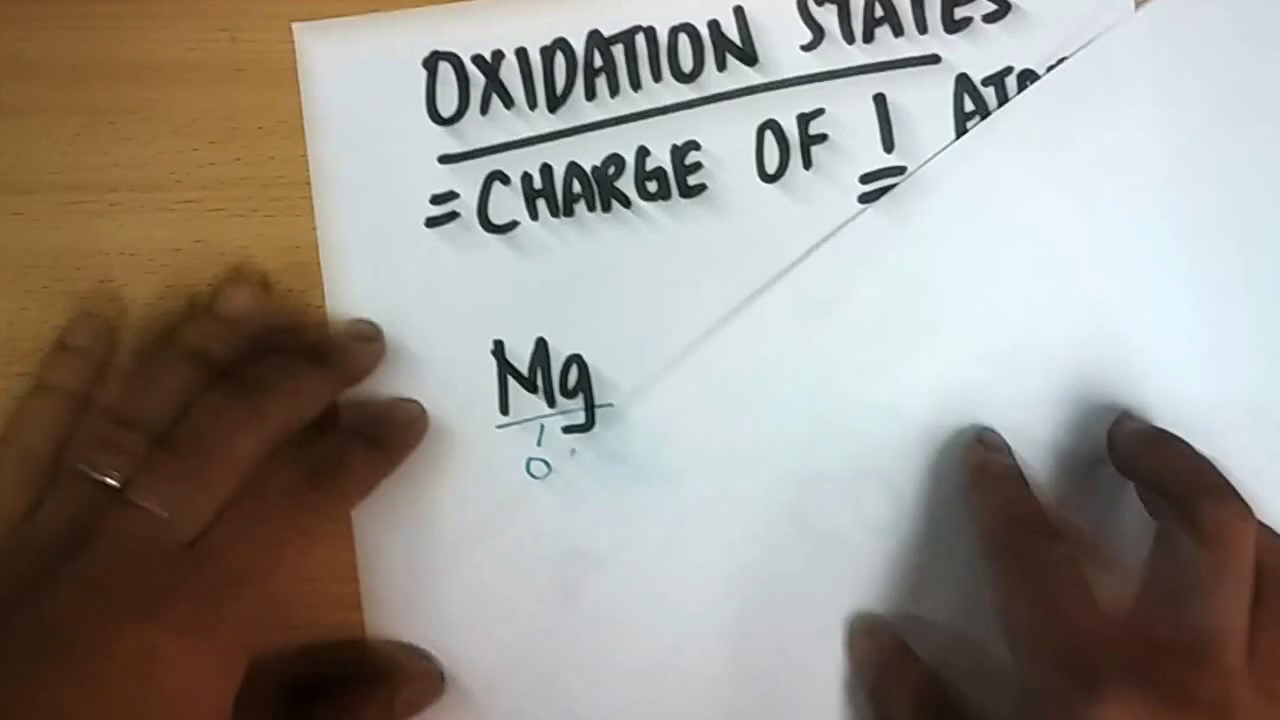 OXIDATION STATES
= CHARGE OF 1
Mg
0